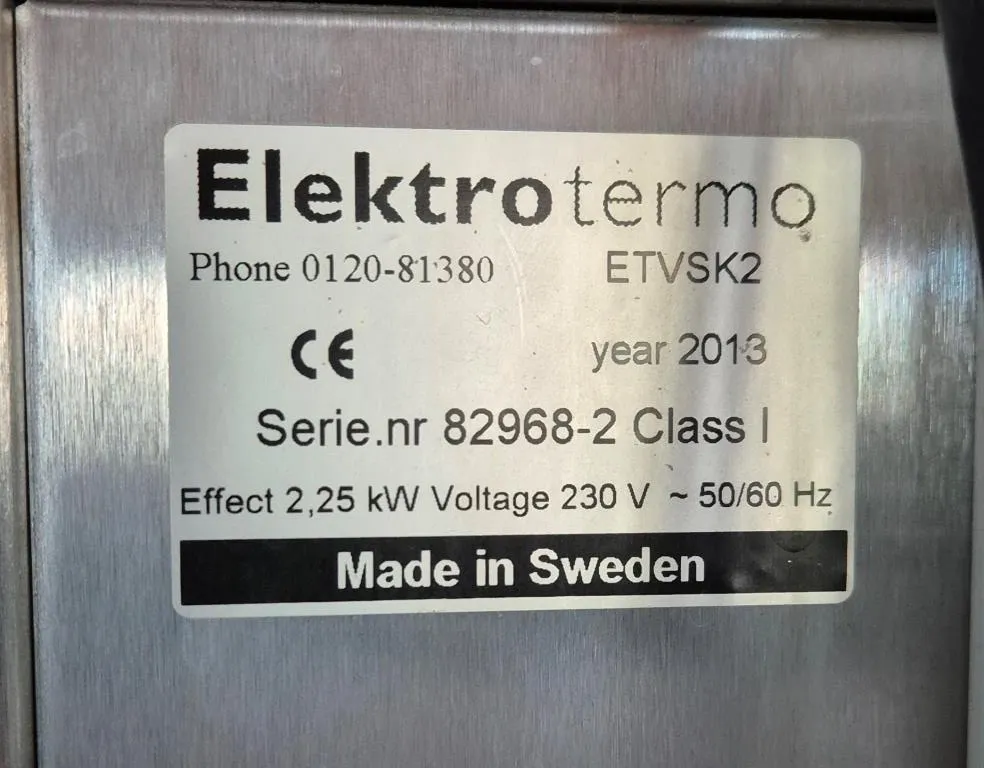 Elektrotermo
Phone 0120-81380 ETVSK2
CE year 2013
Serie.nr 82968-2 Class I
Effect 2,25 kW Voltage 230 V ~ 50/60 Hz
Made in Sweden